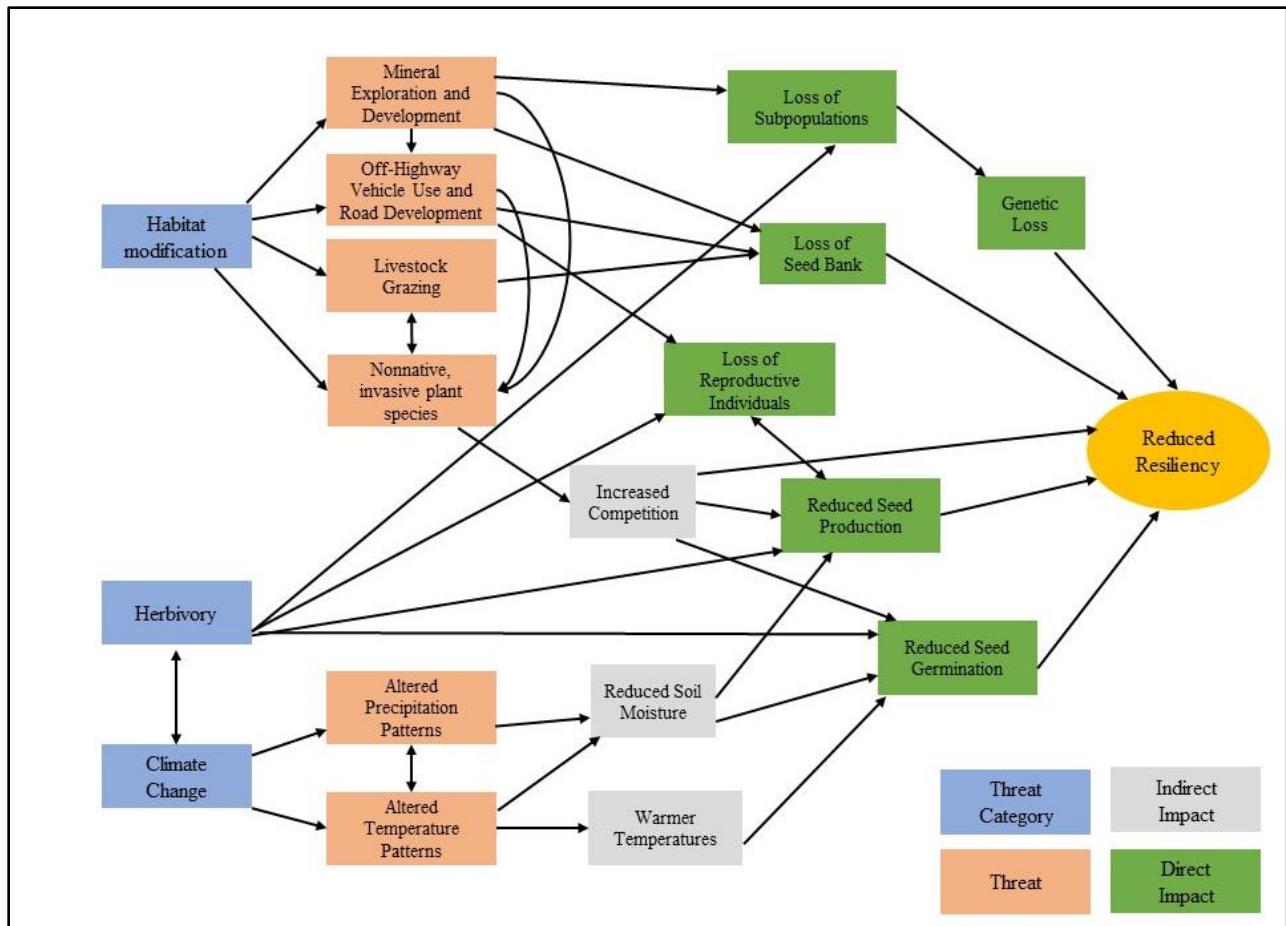 Mineral
Exploration and
Development
Loss of
Subpopulations
Off-Highway
Vehicle Use and
Road Development
Genetic
Loss
Habitat
modification
Loss of
Seed Bank
Livestock
Grazing
Nonnative,
invasive plant
species
Loss of
Reproductive
Individuals
Reduced
Resiliency
Increased
Competition
Reduced Seed
Production
Herbivory
Reduced Seed
Germination
Altered
Precipitation
Patterns
Reduced Soil
Moisture
Climate
Change
Altered
Temperature
Patterns
Warmer
Temperatures
Threat
Category
Indirect
Impact
Threat
Direct
Impact